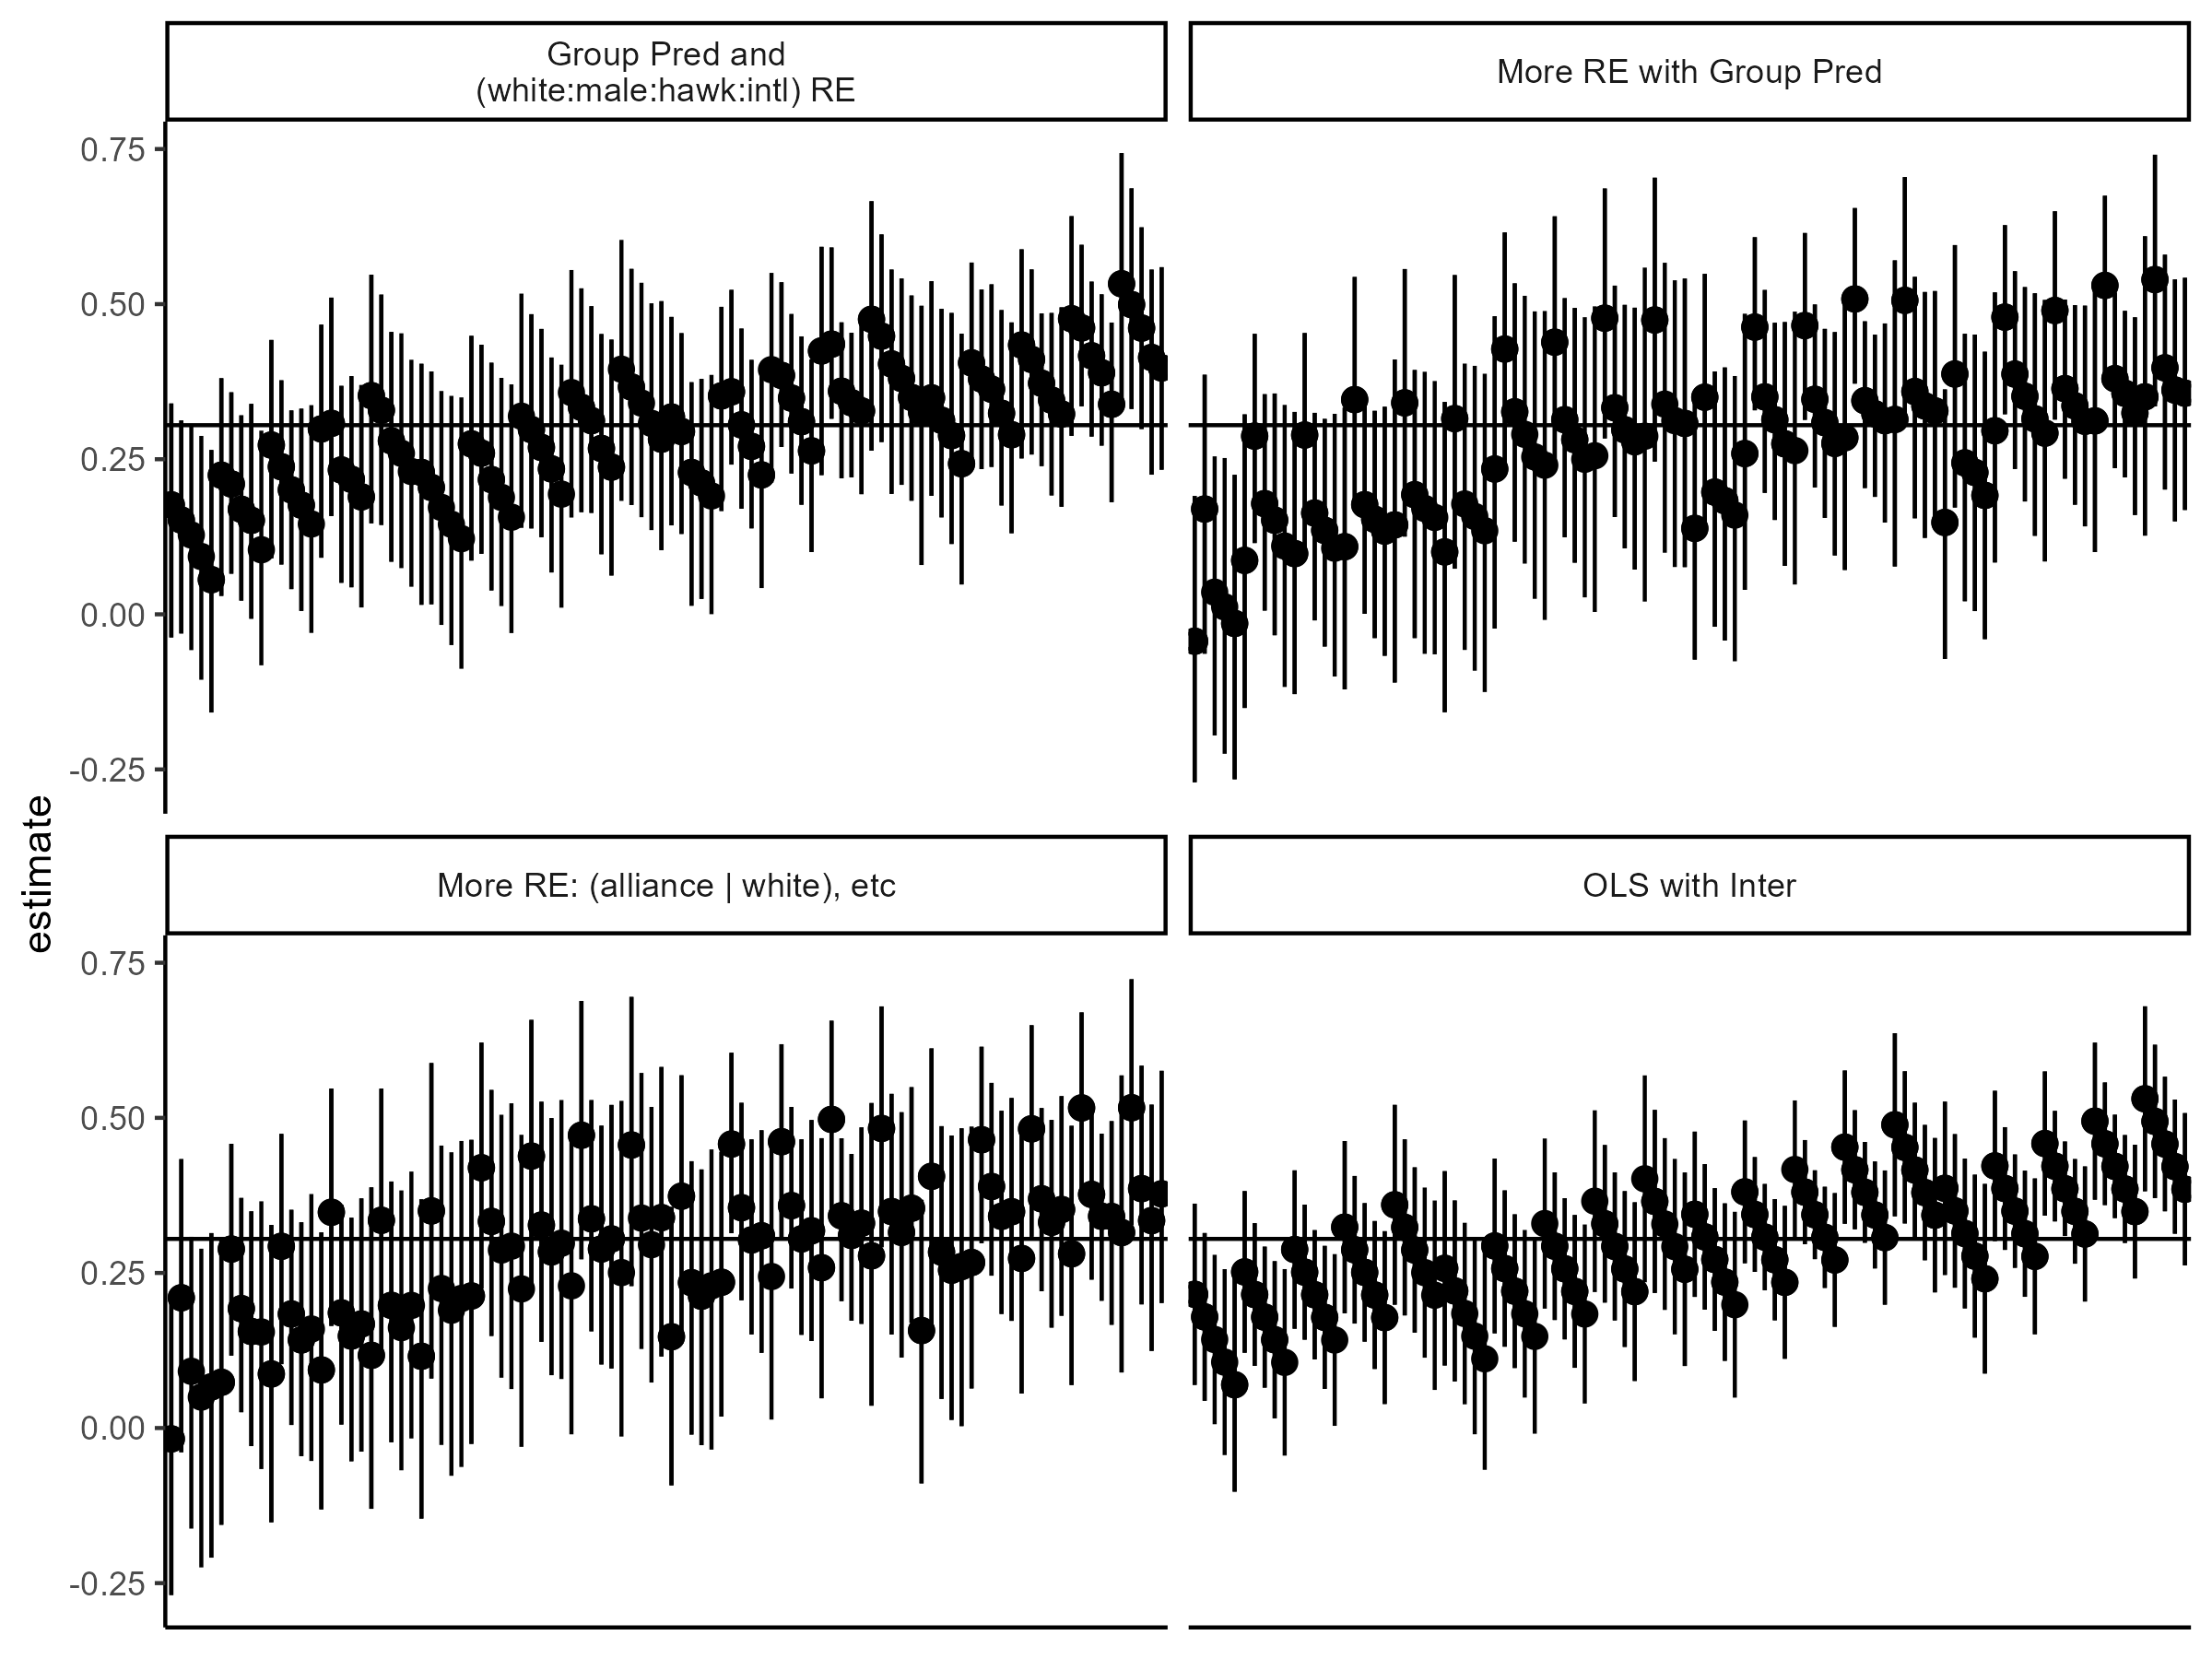 Group Pred and
(white:male:hawk:intl) RE
More RE with Group Pred
0.75
0.50
0.25
0.00
-0.25
estimate
More RE: (alliance | white), etc
OLS with Inter
0.75
0.50
0.25
0.00
-0.25